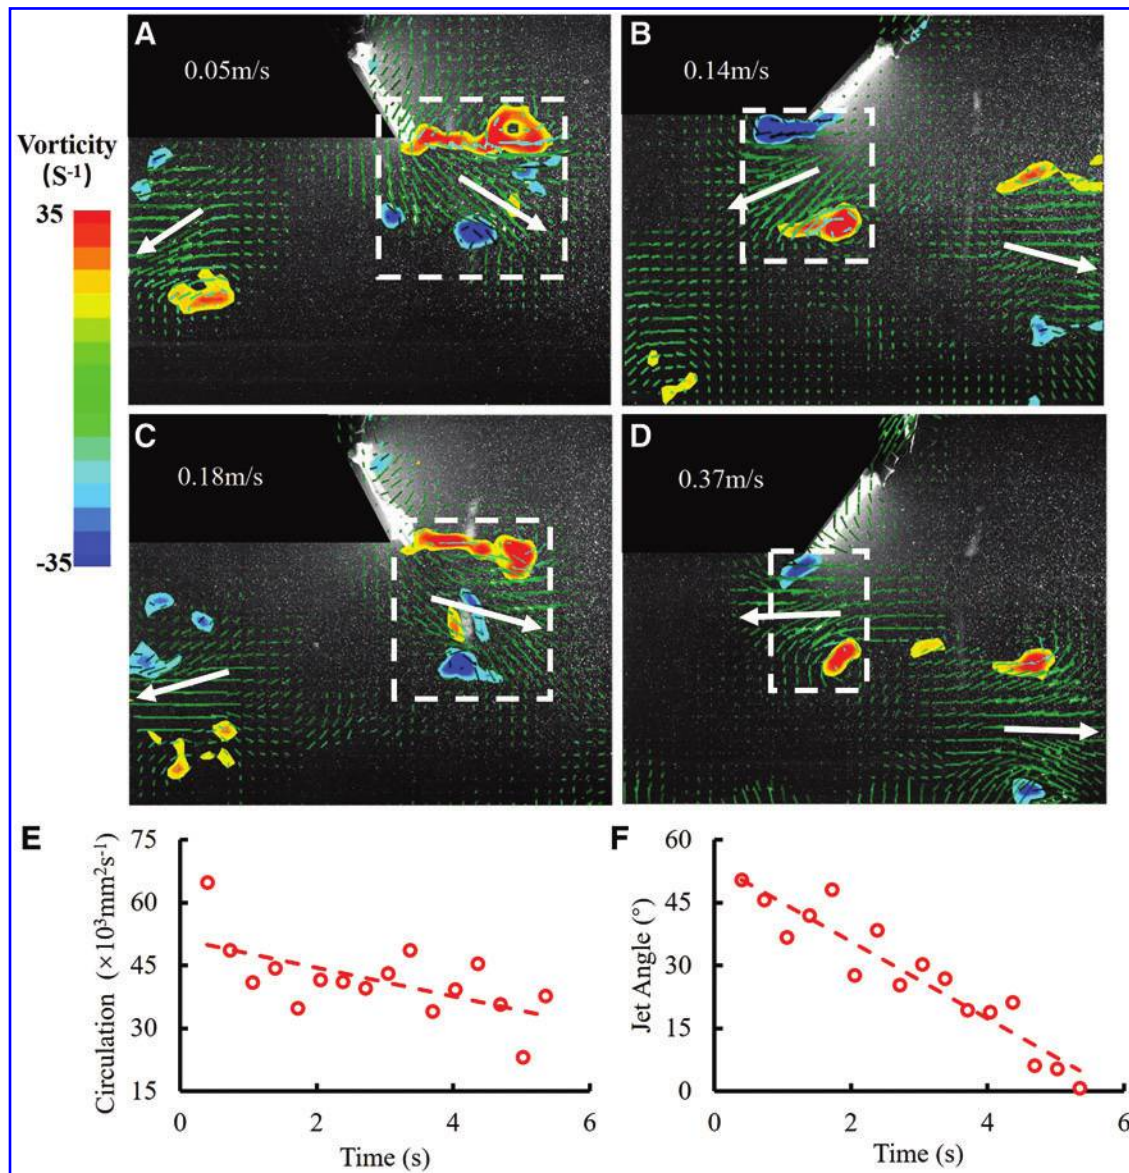 A
0.05m/s
B
0.14m/s
Vorticity
(S-1)
35
-35
C
0.18m/s
D
0.37m/s
E
Circulation (×10³mm²s⁻¹)
75
60
45
30
15
0
2
4
6
Time (s)
F
Jet Angle (°)
60
45
30
15
0
0
2
4
6
Time (s)